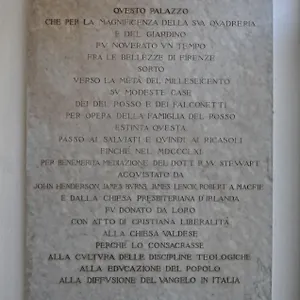 QVESTO PALAZZO
CHE PER LA MAGNIFICENZA DELLA SVA QVADRERIA
E DEL GIARDINO
FV NOVERATO VN TEMPO
FRA LE BELLEZZE DI FIRENZE
SORTO
VERSO LA METÀ DEL MILLESEICENTO
SV MODESTE CASE
DEI DEL ROSSO E DEI FALCONETTI
PER OPERA DELLA FAMIGLIA DEL ROSSO
ESTINTA QVESTA
PASSÒ AI SALVIATI E QVINDI AI RICASOLI
FINCHÈ NEL MDCCCLXI
PER BENEMERITA MEDIAZIONE DEL DOTT R.W STEWART
ACQVISTATO DA
JOHN HENDERSON, JAMES BVRNS, JAMES LENOX, ROBERT A. MACFIE
E DALLA CHIESA PRESBITERIANA D'IRLANDA
FV DONATO DA LORO
CON ATTO DI CRISTIANA LIBERALITÀ
ALLA CHIESA VALDESE
PERCHÈ LO CONSACRASSE
ALLA CVLTVRA DELLE DISCIPLINE TEOLOGICHE
ALLA EDVCAZIONE DEL POPOLO
ALLA DIFFVSIONE DEL VANGELO IN ITALIA